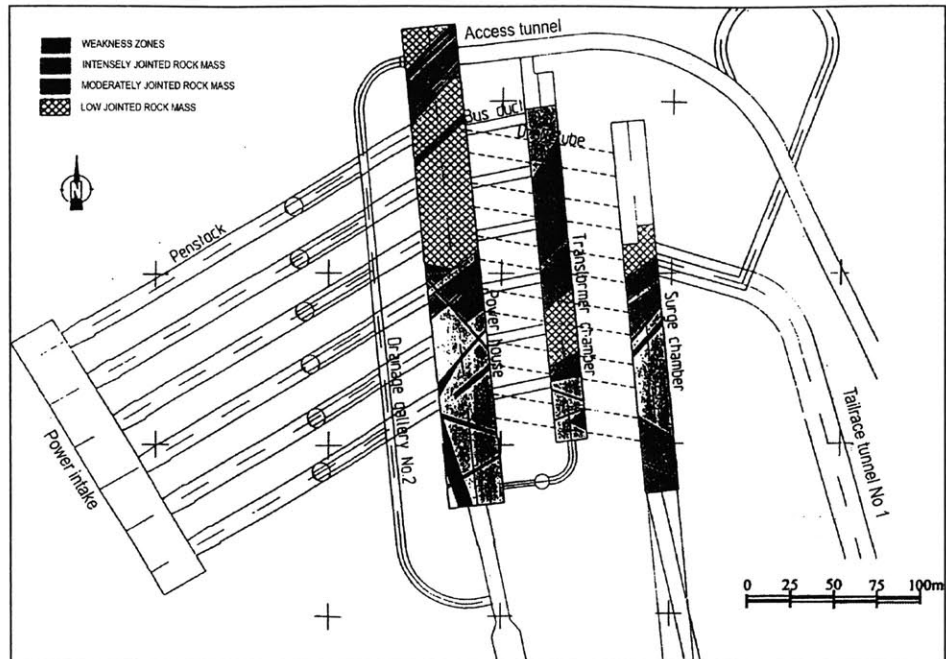 WEAKNESS ZONES
INTENSELY JOINTED ROCK MASS
MODERATELY JOINTED ROCK MASS
LOW JOINTED ROCK MASS
N
Access tunnel
Bus duct
Penstock
Power intake
Drainage gallery No.2
Power house
Transformer chamber
Surge chamber
Tailrace tunnel No 1
0 25 50 75 100m